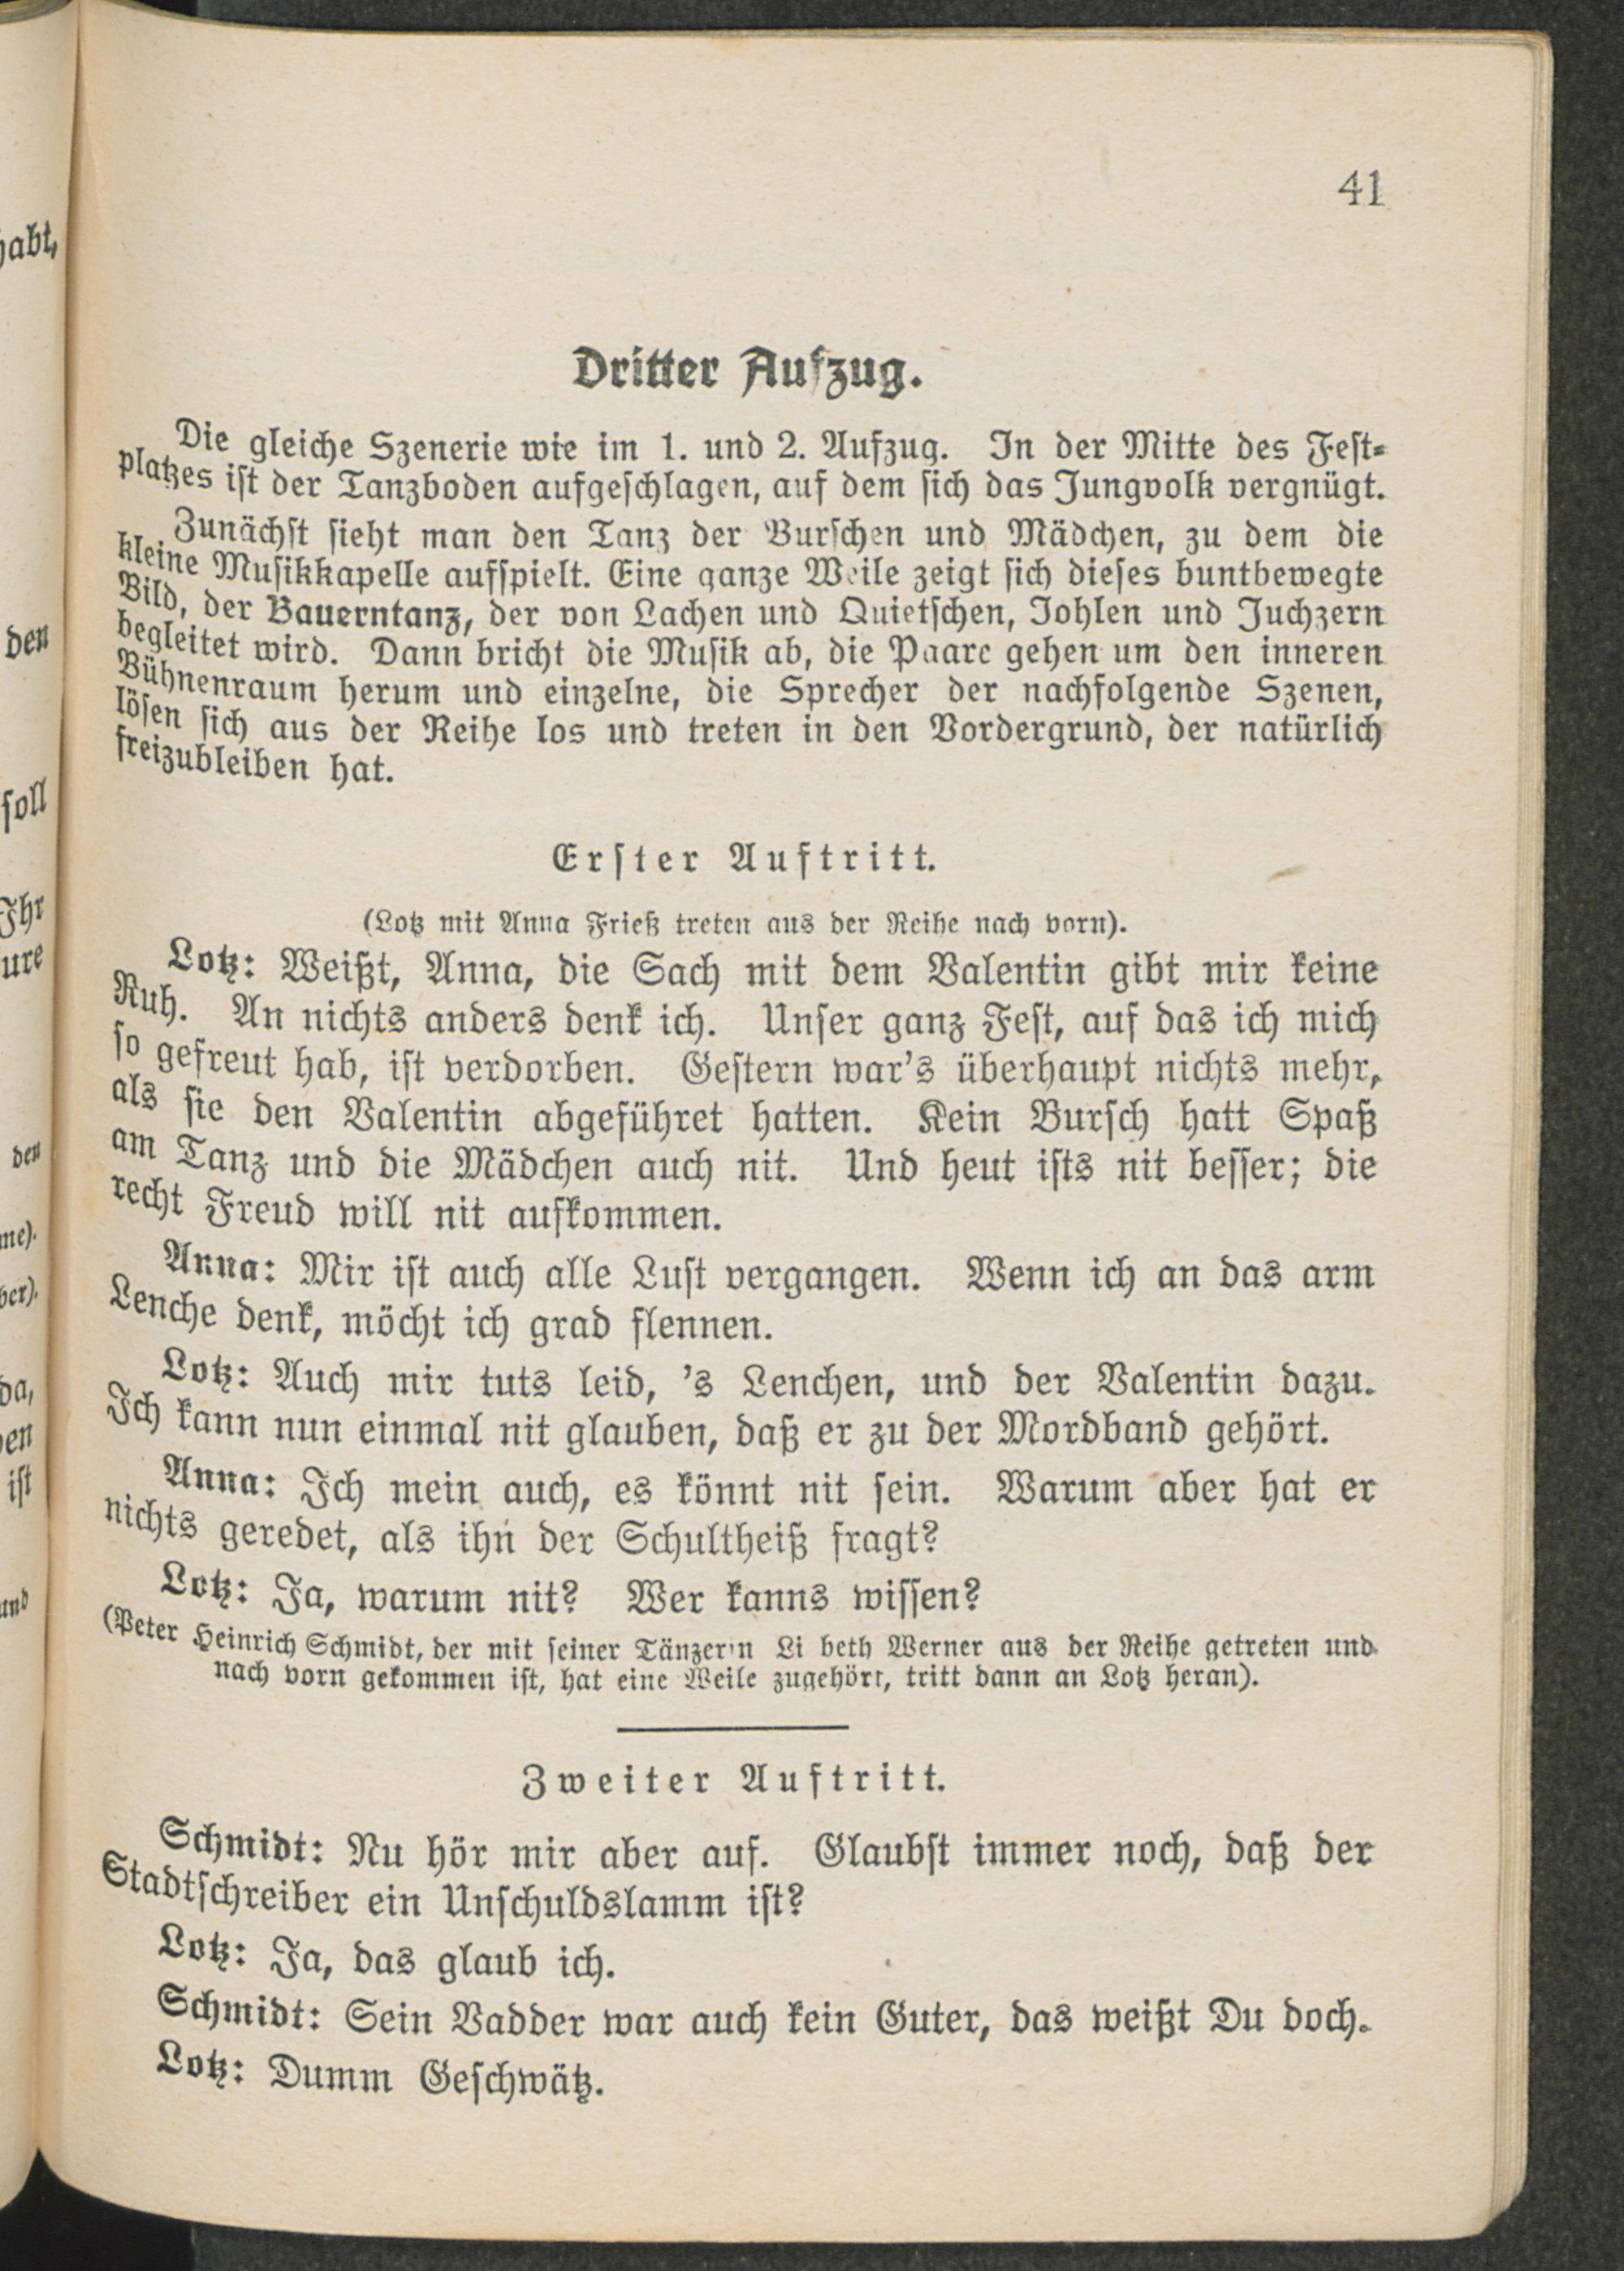 41
Dritter Aufzug.
Die gleiche Szenerie wie im 1. und 2. Aufzug. In der Mitte des Fest-
platzes ist der Tanzboden aufgeschlagen, auf dem sich das Jungvolk vergnügt.
Zunächst sieht man den Tanz der Burschen und Mädchen, zu dem die
kleine Musikkapelle aufspielt. Eine ganze Weile zeigt sich dieses buntbewegte
Bild, der Bauerntanz, der von Lachen und Quietschen, Johlen und Juchzern
begleitet wird. Dann bricht die Musik ab, die Paare gehen um den inneren
Bühnenraum herum und einzelne, die Sprecher der nachfolgende Szenen,
lösen sich aus der Reihe los und treten in den Vordergrund, der natürlich
freizubleiben hat.
Erster Auftritt.
(Lotz mit Anna Frieß treten aus der Reihe nach vorn).
Lotz: Weißt, Anna, die Sach mit dem Valentin gibt mir keine
Ruh. An nichts anders denk ich. Unser ganz Fest, auf das ich mich
so gefreut hab, ist verdorben. Gestern war's überhaupt nichts mehr,
als sie den Valentin abgeführet hatten. Kein Bursch hatt Spaß
am Tanz und die Mädchen auch nit. Und heut ists nit besser; die
recht Freud will nit aufkommen.
Anna: Mir ist auch alle Lust vergangen. Wenn ich an das arm
Lenche denk, möcht ich grad flennen.
Lotz: Auch mir tuts leid, 's Lenchen, und der Valentin dazu.
Ich kann nun einmal nit glauben, daß er zu der Mordband gehört.
Anna: Ich mein auch, es könnt nit sein. Warum aber hat er
nichts geredet, als ihn der Schultheiß fragt?
Lotz: Ja, warum nit? Wer kanns wissen?
(Peter Heinrich Schmidt, der mit seiner Tänzerin Li beth Werner aus der Reihe getreten und
nach vorn gekommen ist, hat eine Weile zugehört, tritt dann an Lotz heran).
Zweiter Auftritt.
Schmidt: Nu hör mir aber auf. Glaubst immer noch, daß der
Stadtschreiber ein Unschuldslamm ist?
Lotz: Ja, das glaub ich.
Schmidt: Sein Vadder war auch kein Guter, das weißt Du doch.
Lotz: Dumm Geschwätz.